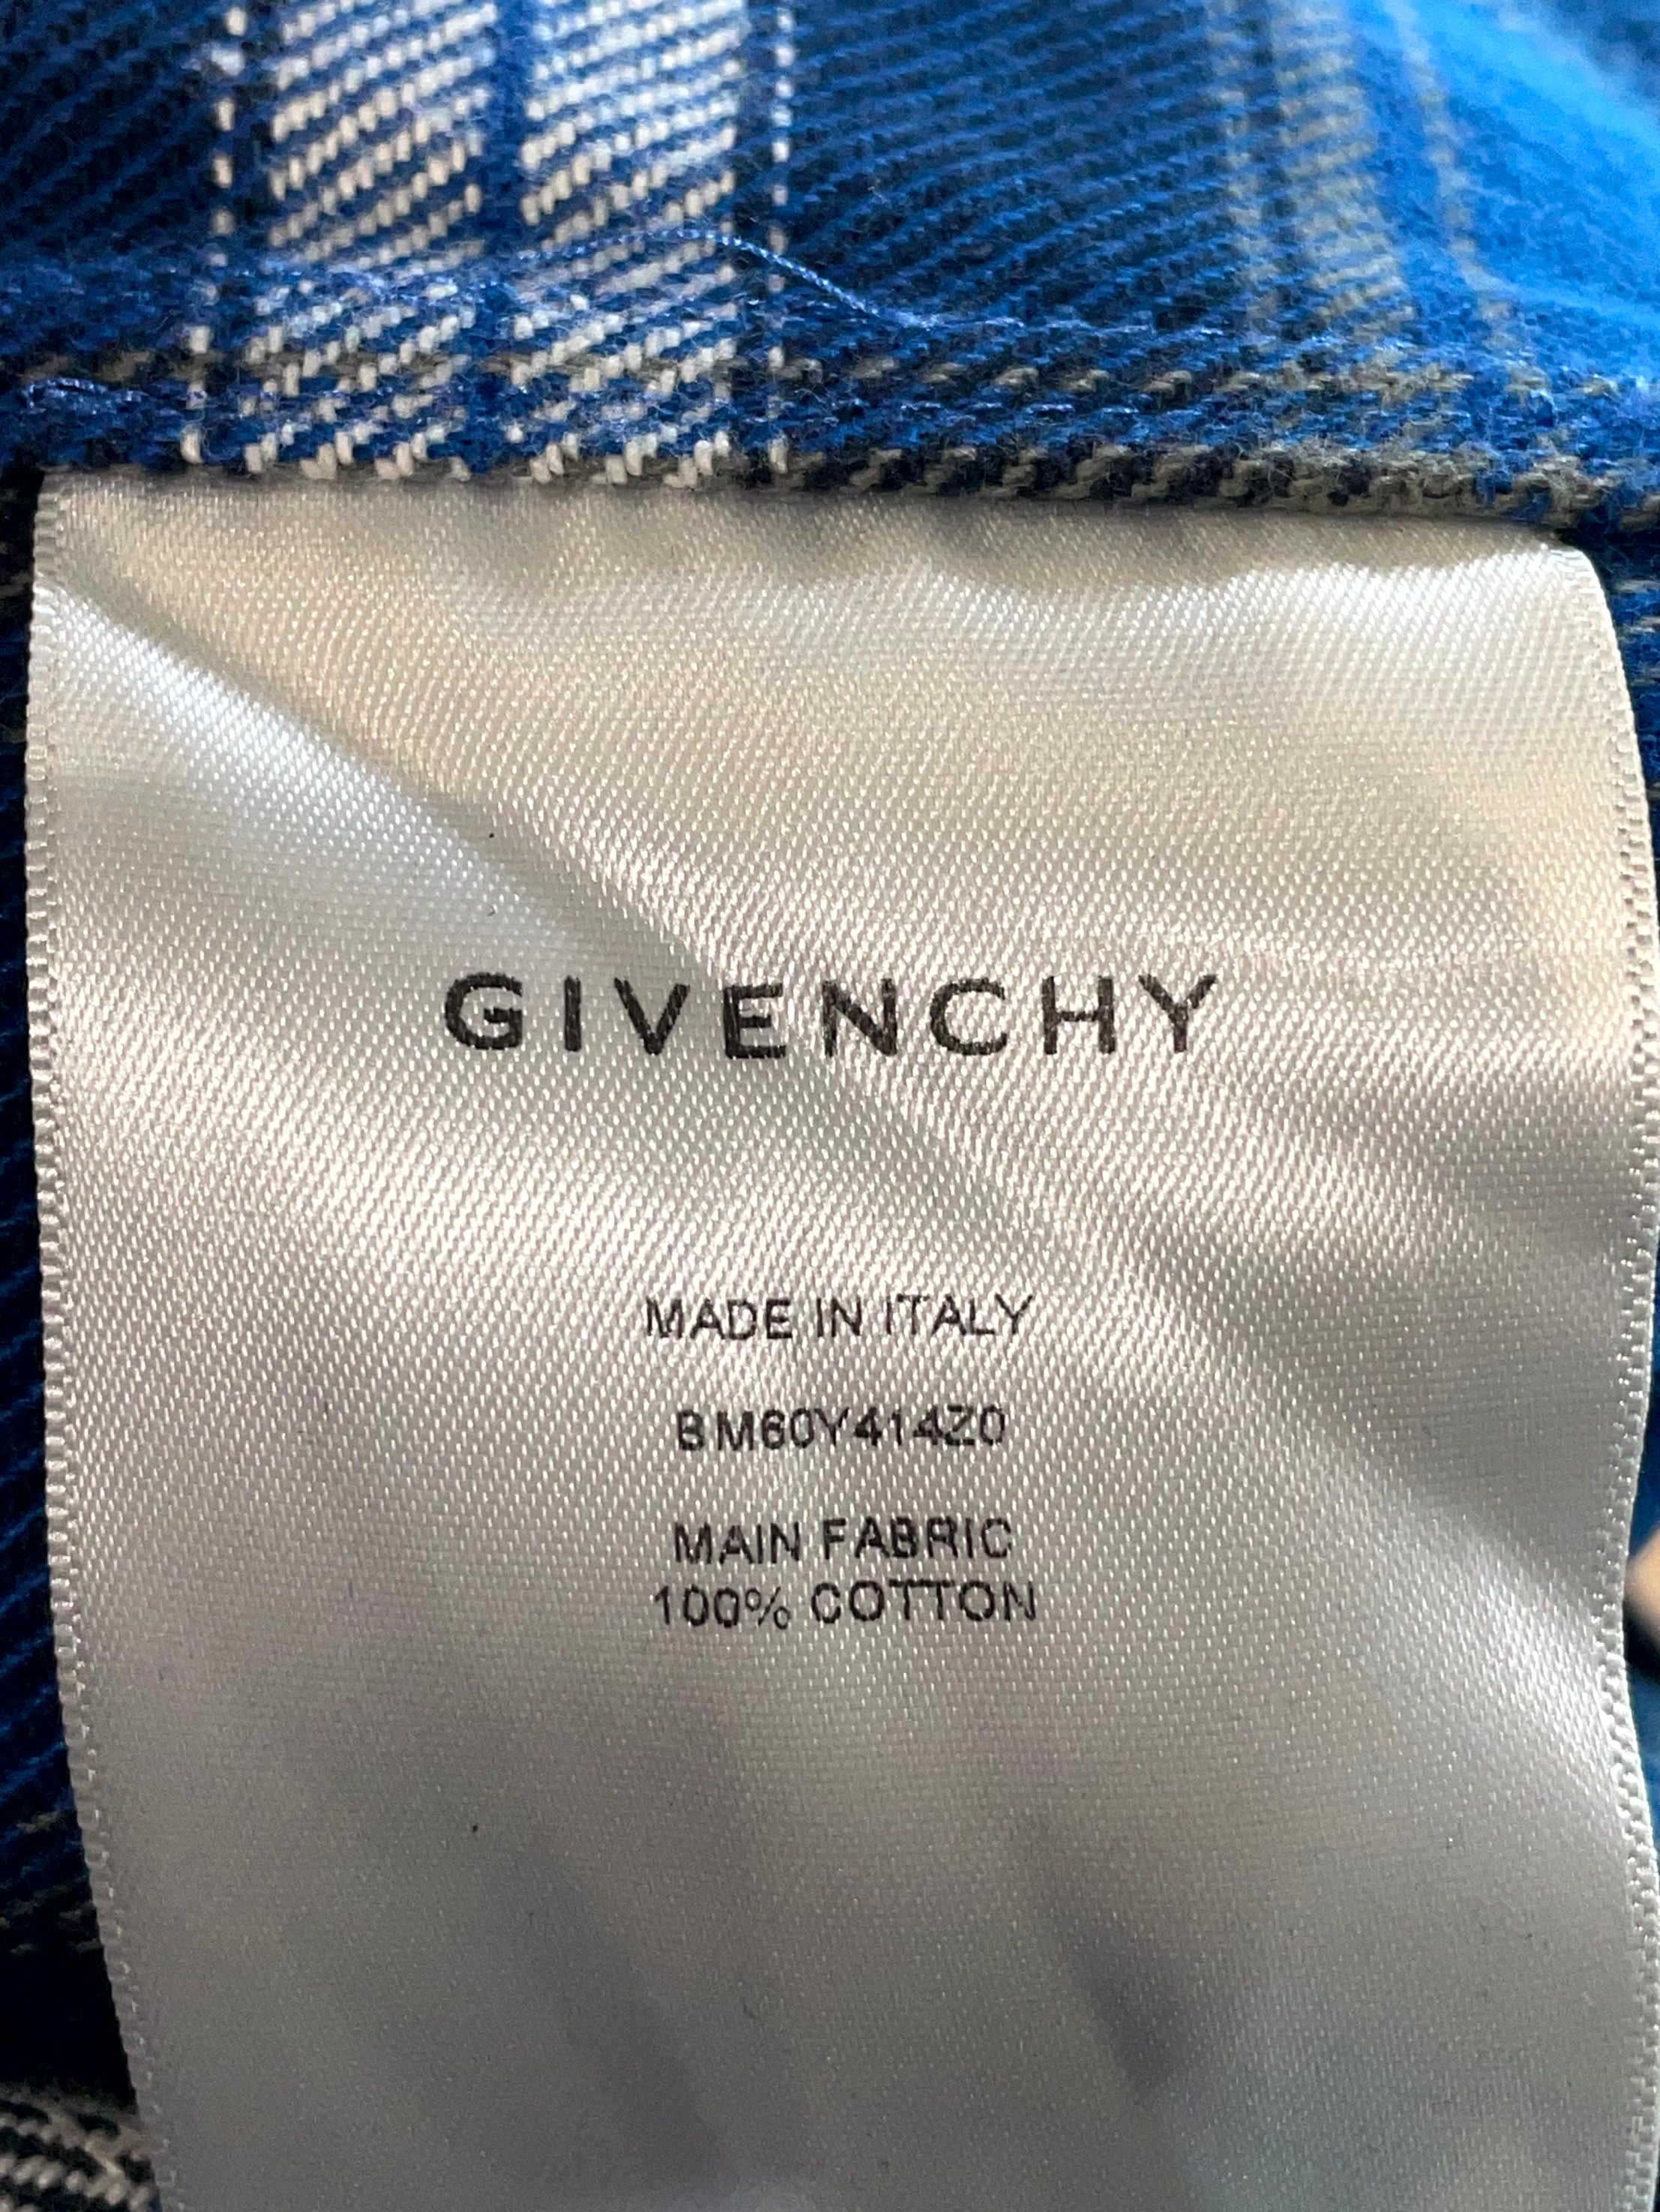 GIVENCHY
MADE IN ITALY
BM60Y414Z0
MAIN FABRIC
100% COTTON